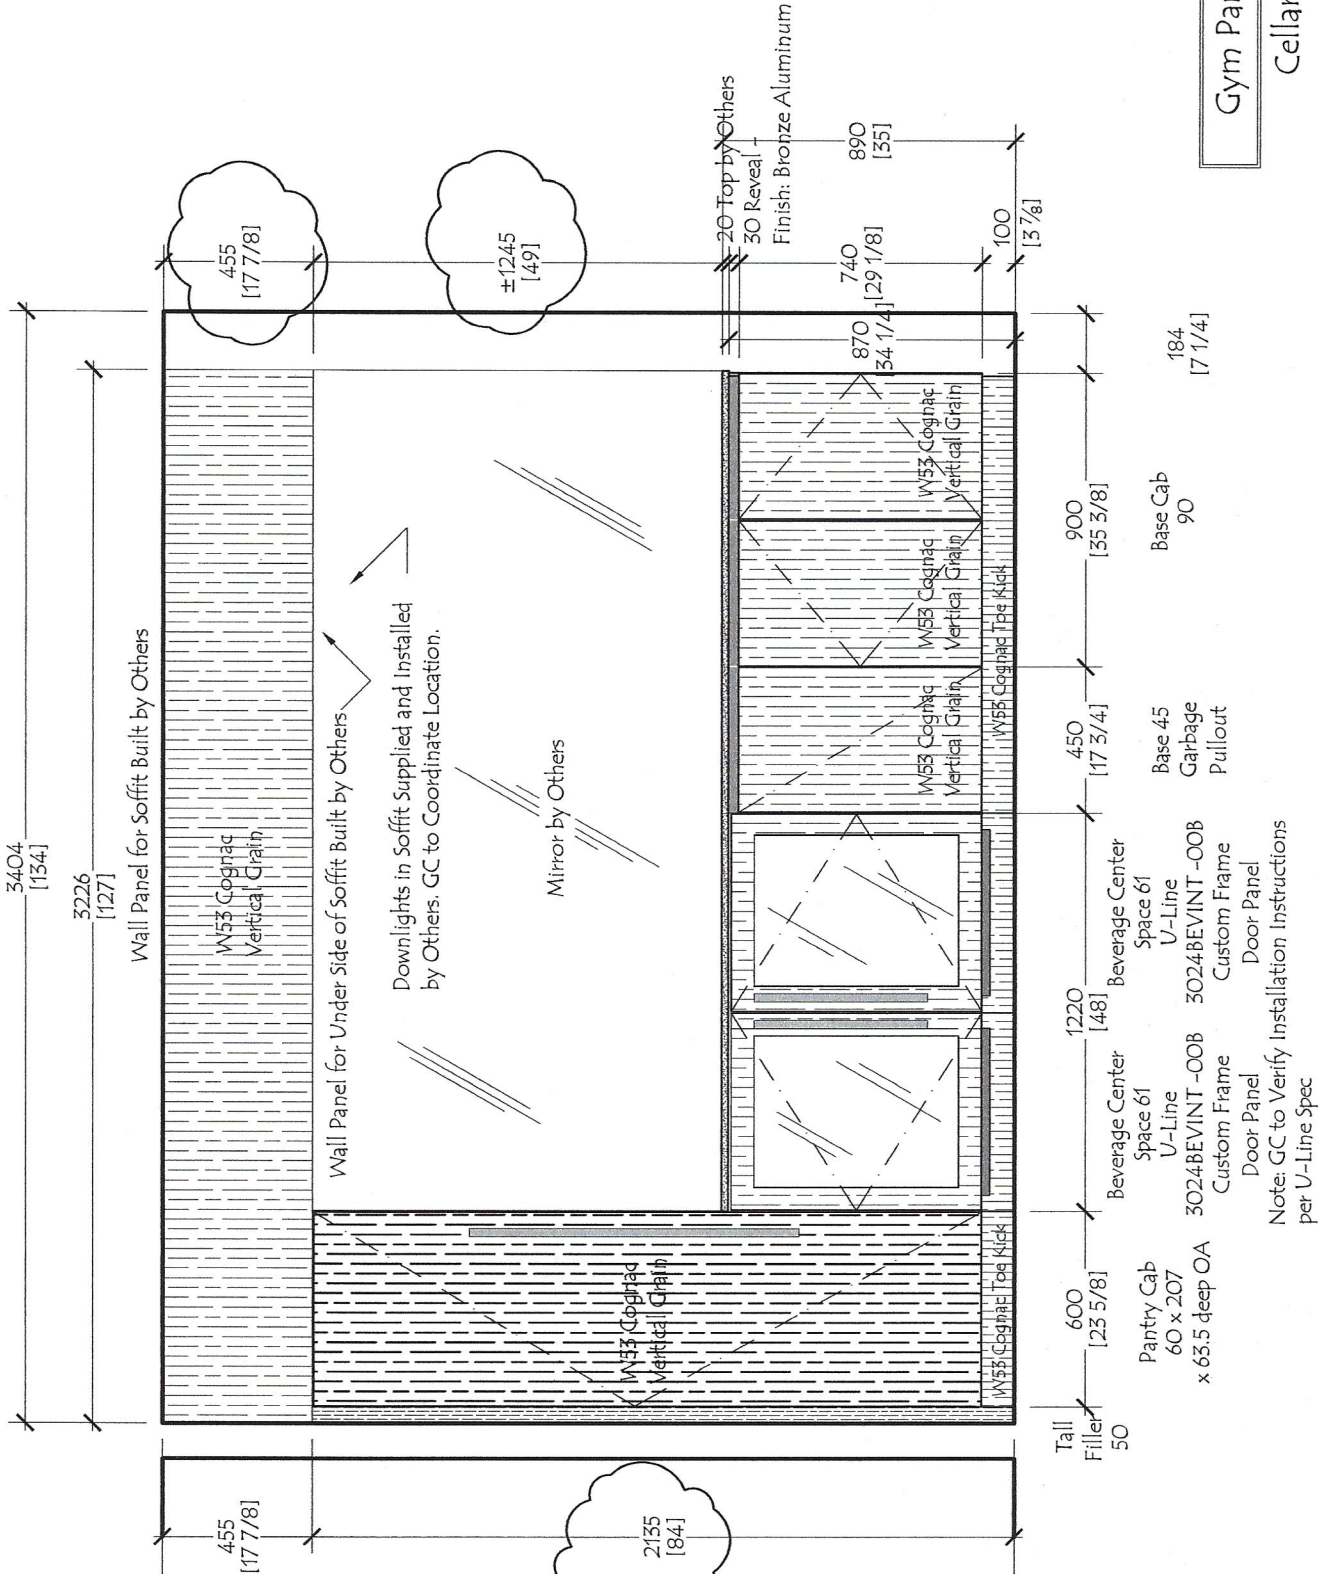 3404
[134]
3226
[127]
Wall Panel for Soffit Built by Others
W53 Cognac
Vertical Grain
Wall Panel for Under Side of Soffit Built by Others
Downlights in Soffit Supplied and Installed
by Others. GC to Coordinate Location.
Mirror by Others
455
[17 7/8]
2135
[84]
455
[17 7/8]
±1245
[49]
20 Top by Others
30 Reveal -
Finish: Bronze Aluminum
890
[35]
740
[29 1/8]
870
[34 1/4]
100
[3 7/8]
W53 Cognac
Vertical Grain
W53 Cognac
Vertical Grain
W53 Cognac
Vertical Grain
W53 Cognac
Vertical Grain
W53 Cognac Toe Kick
W53 Cognac Toe Kick
Tall
Filler
50
600
[23 5/8]
1220
[48]
450
[17 3/4]
900
[35 3/8]
184
[7 1/4]
Pantry Cab
60 x 207
x 63.5 deep OA
Beverage Center
Space 61
U-Line
3024BEVINT -00B
Custom Frame
Door Panel
Beverage Center
Space 61
U-Line
3024BEVINT -00B
Custom Frame
Door Panel
Note: GC to Verify Installation Instructions
per U-Line Spec
Base 45
Garbage
Pullout
Base Cab
90
Gym Pa
Cella